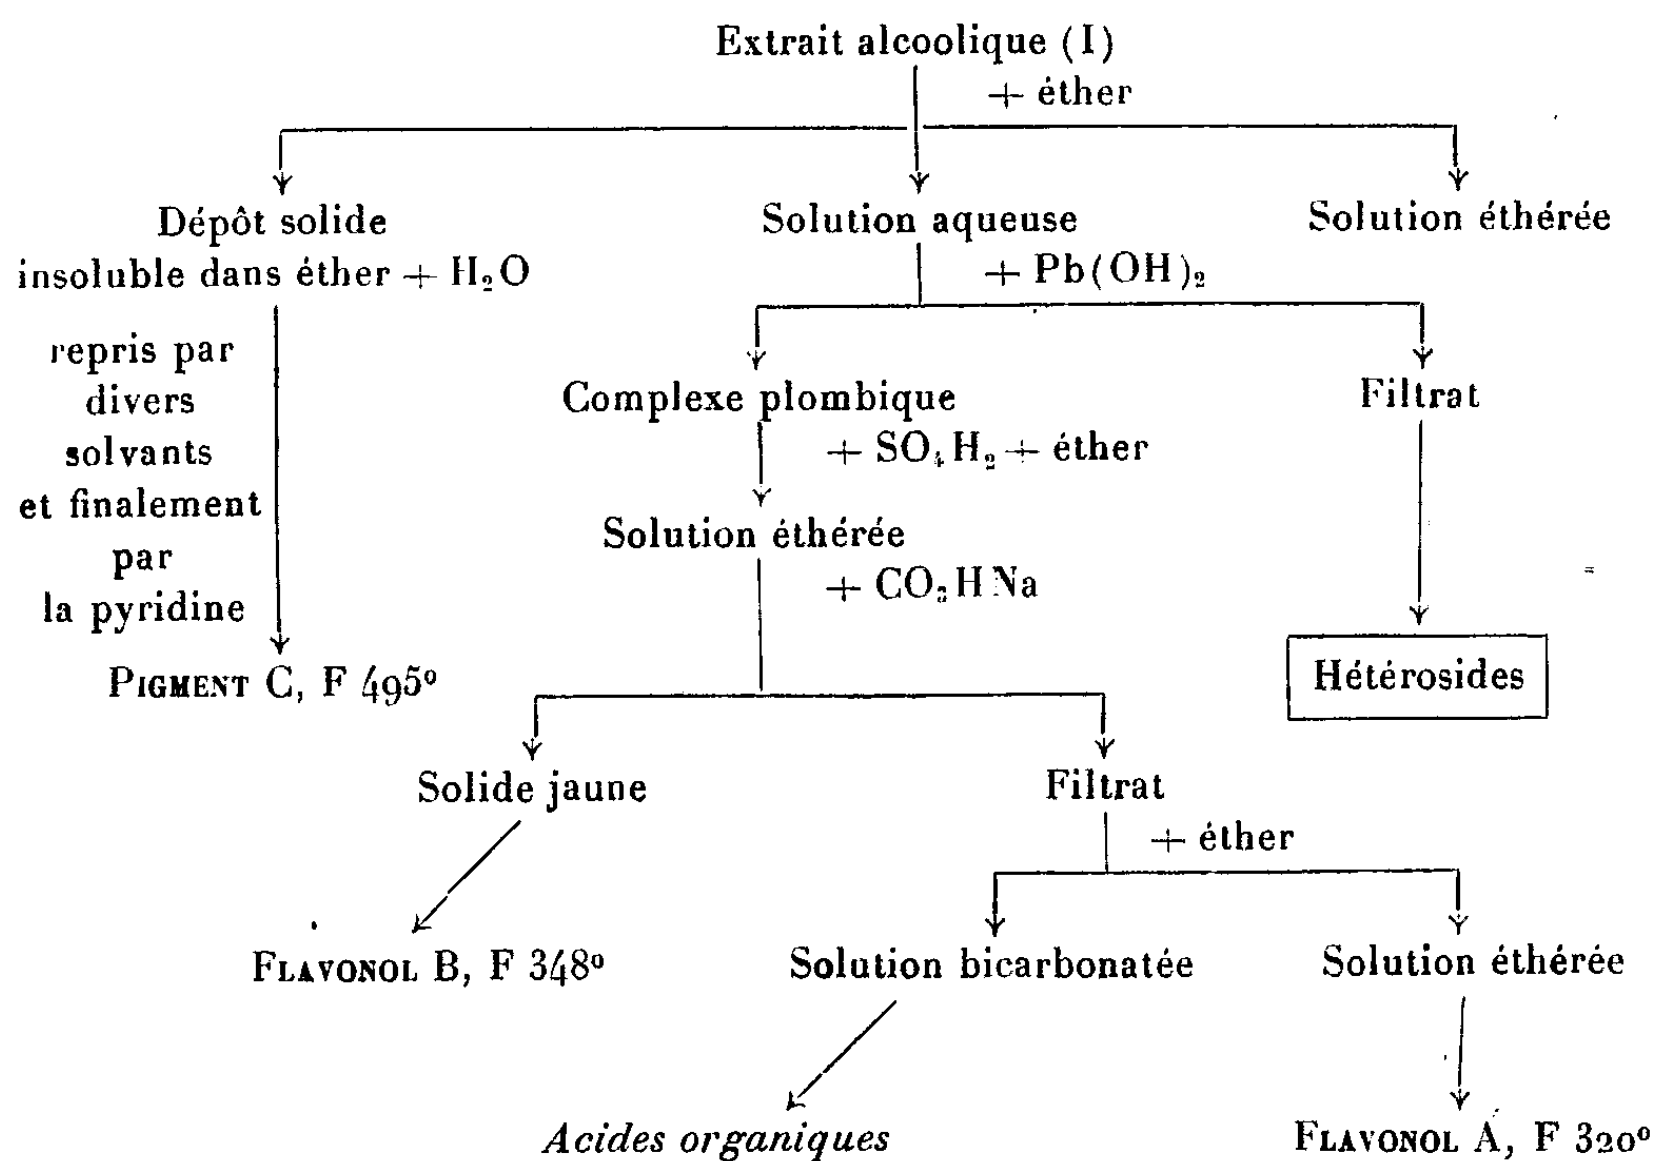 Extrait alcoolique (I)
+ éther
Dépôt solide
insoluble dans éther + H₂O
Solution aqueuse
Solution éthérée
+ Pb(OH)₂
repris par
divers
solvants
et finalement
par
la pyridine
Complexe plombique
Filtrat
+ SO₄H₂ + éther
Solution éthérée
+ CO₃HNa
PIGMENT C, F 495°
Hétérosides
Solide jaune
Filtrat
+ éther
FLAVONOL B, F 348°
Solution bicarbonatée
Solution éthérée
Acides organiques
FLAVONOL A, F 320°